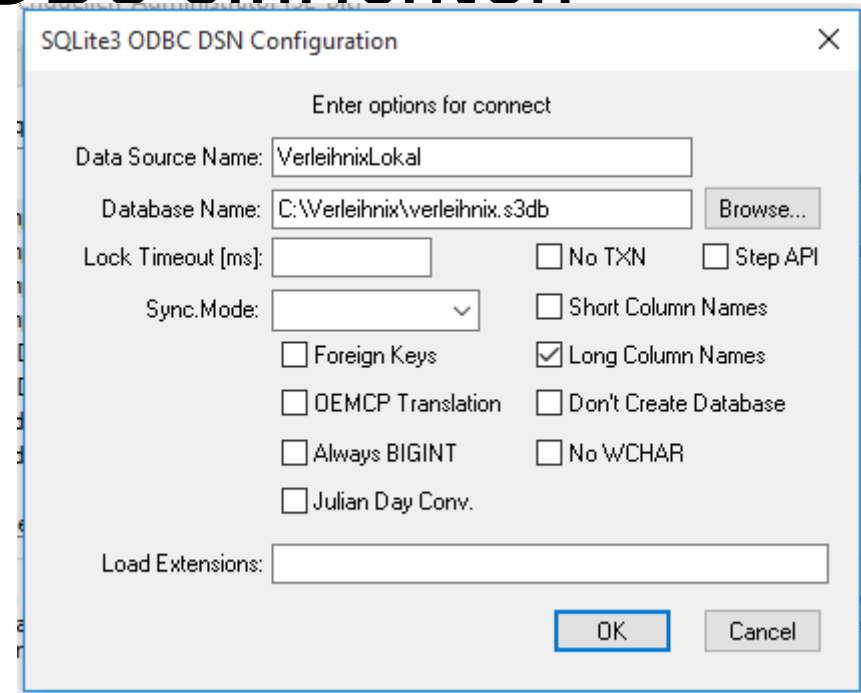 SQLite3 ODBC DSN Configuration
Enter options for connect
Data Source Name: VerleihnixLokal
Database Name: C:\Verleihnix\verleihnix.s3db Browse...
Lock Timeout [ms]: No TXN Step API
Sync.Mode: Short Column Names
Foreign Keys Long Column Names
OEMCP Translation Don't Create Database
Always BIGINT No WCHAR
Julian Day Conv.
Load Extensions:
OK Cancel